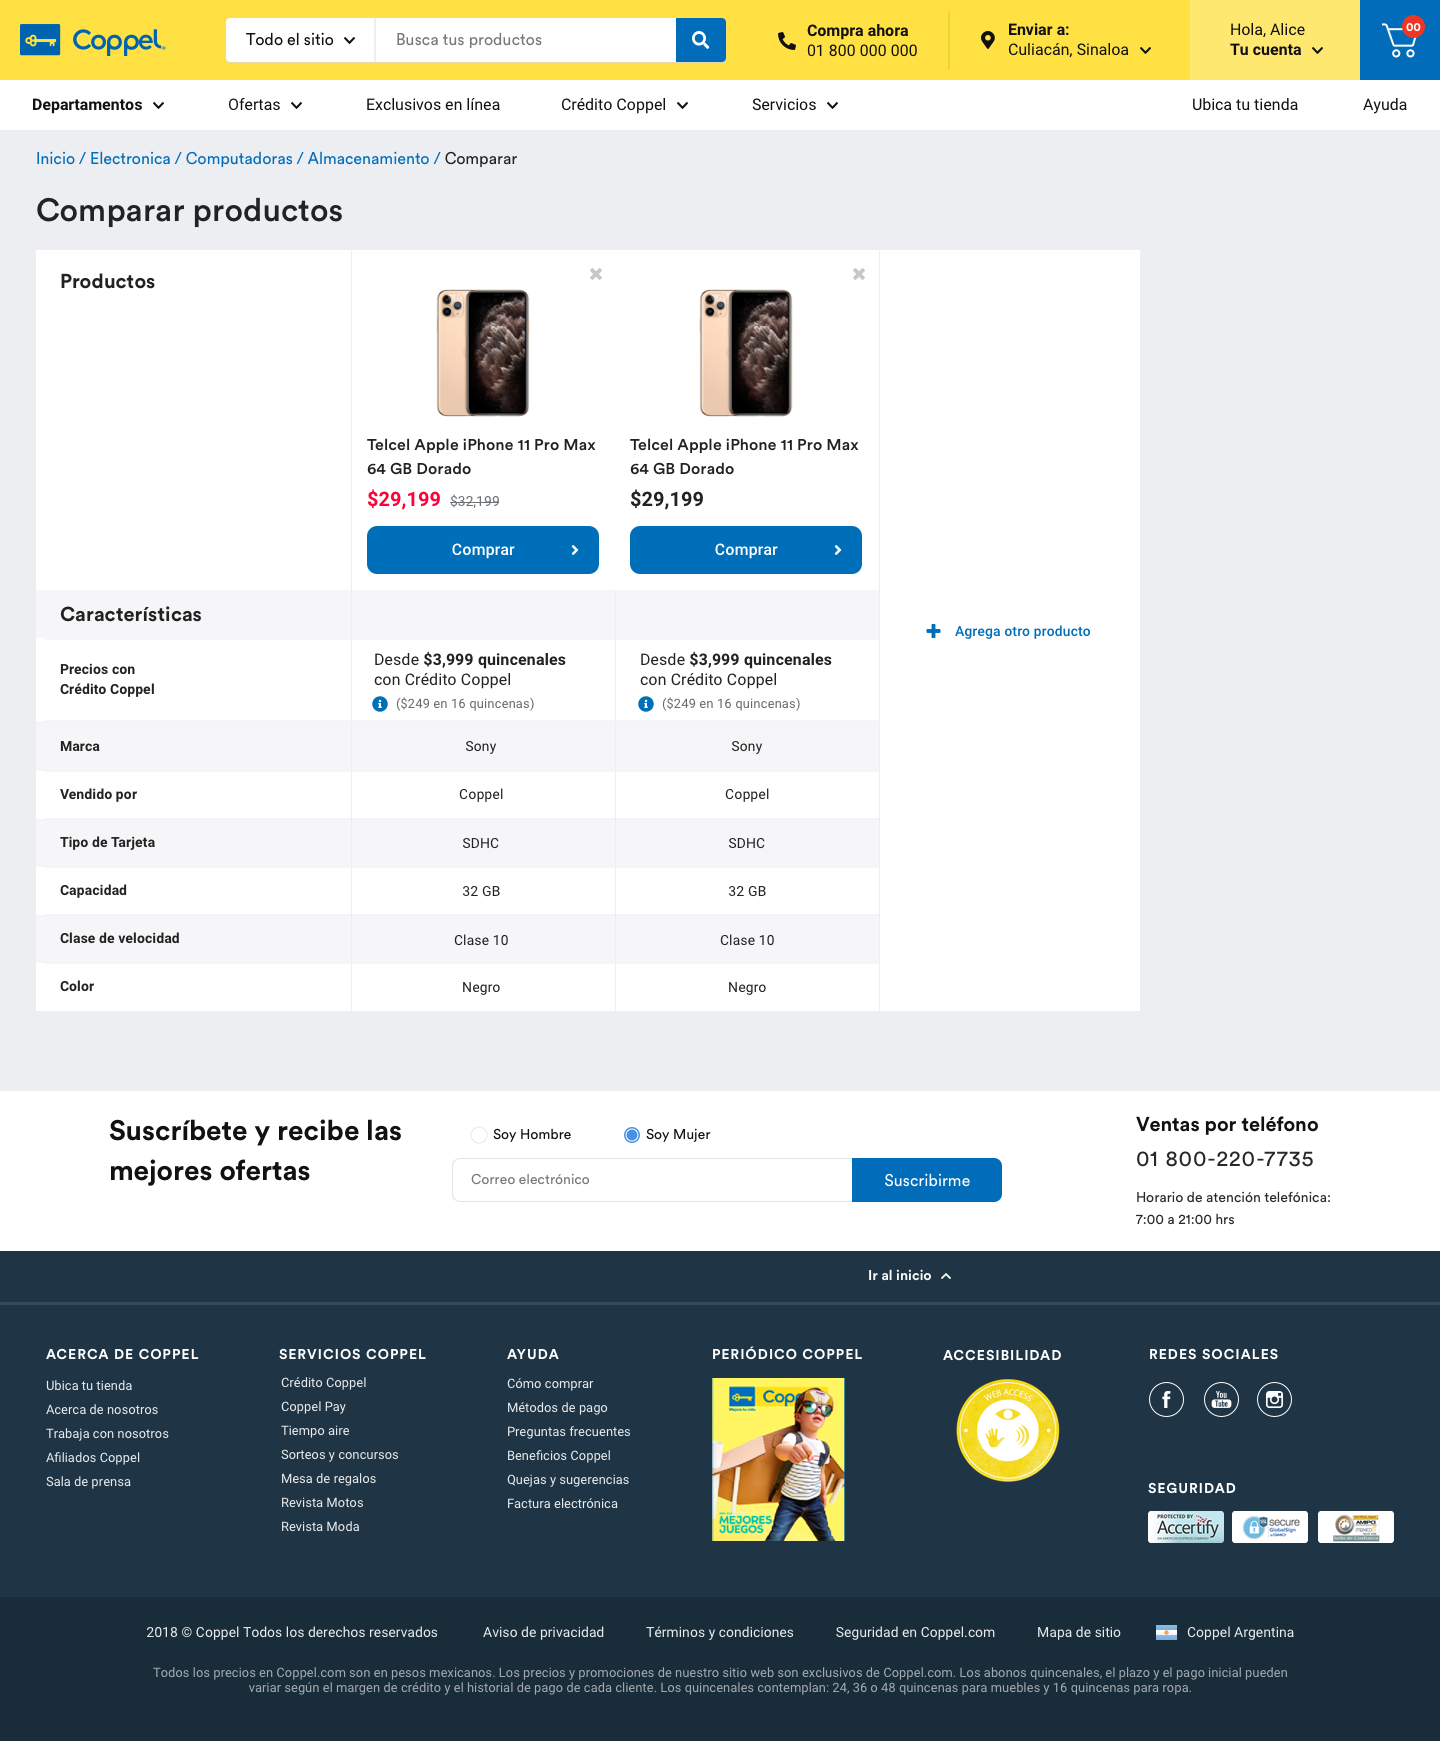 Coppel
Todo el sitio
Busca tus productos
Compra ahora
01 800 000 000
Enviar a:
Culiacán, Sinaloa
Hola, Alice
Tu cuenta
00
Departamentos
Ofertas
Exclusivos en línea
Crédito Coppel
Servicios
Ubica tu tienda
Ayuda
Inicio / Electronica / Computadoras / Almacenamiento / Comparar
Comparar productos
Productos
Telcel Apple iPhone 11 Pro Max
64 GB Dorado
$29,199 $32,199
Comprar
Telcel Apple iPhone 11 Pro Max
64 GB Dorado
$29,199
Comprar
Agrega otro producto
Características
Precios con
Crédito Coppel
Desde $3,999 quincenales
con Crédito Coppel
($249 en 16 quincenas)
Desde $3,999 quincenales
con Crédito Coppel
($249 en 16 quincenas)
Marca
Sony
Sony
Vendido por
Coppel
Coppel
Tipo de Tarjeta
SDHC
SDHC
Capacidad
32 GB
32 GB
Clase de velocidad
Clase 10
Clase 10
Color
Negro
Negro
Suscríbete y recibe las
mejores ofertas
Soy Hombre
Soy Mujer
Correo electrónico
Suscribirme
Ventas por teléfono
01 800-220-7735
Horario de atención telefónica:
7:00 a 21:00 hrs
Ir al inicio
ACERCA DE COPPEL
Ubica tu tienda
Acerca de nosotros
Trabaja con nosotros
Afiliados Coppel
Sala de prensa
SERVICIOS COPPEL
Crédito Coppel
Coppel Pay
Tiempo aire
Sorteos y concursos
Mesa de regalos
Revista Motos
Revista Moda
AYUDA
Cómo comprar
Métodos de pago
Preguntas frecuentes
Beneficios Coppel
Quejas y sugerencias
Factura electrónica
PERIÓDICO COPPEL
MEJORES
JUEGOS
ACCESIBILIDAD
WEB ACCESS
REDES SOCIALES
You
Tube
SEGURIDAD
PROTECTED BY
Accertify
secure
GlobalSign
AMIPCI
2018 © Coppel Todos los derechos reservados
Aviso de privacidad
Términos y condiciones
Seguridad en Coppel.com
Mapa de sitio
Coppel Argentina
Todos los precios en Coppel.com son en pesos mexicanos. Los precios y promociones de nuestro sitio web son exclusivos de Coppel.com. Los abonos quincenales, el plazo y el pago inicial pueden
variar según el margen de crédito y el historial de pago de cada cliente. Los quincenales contemplan: 24, 36 o 48 quincenas para muebles y 16 quincenas para ropa.